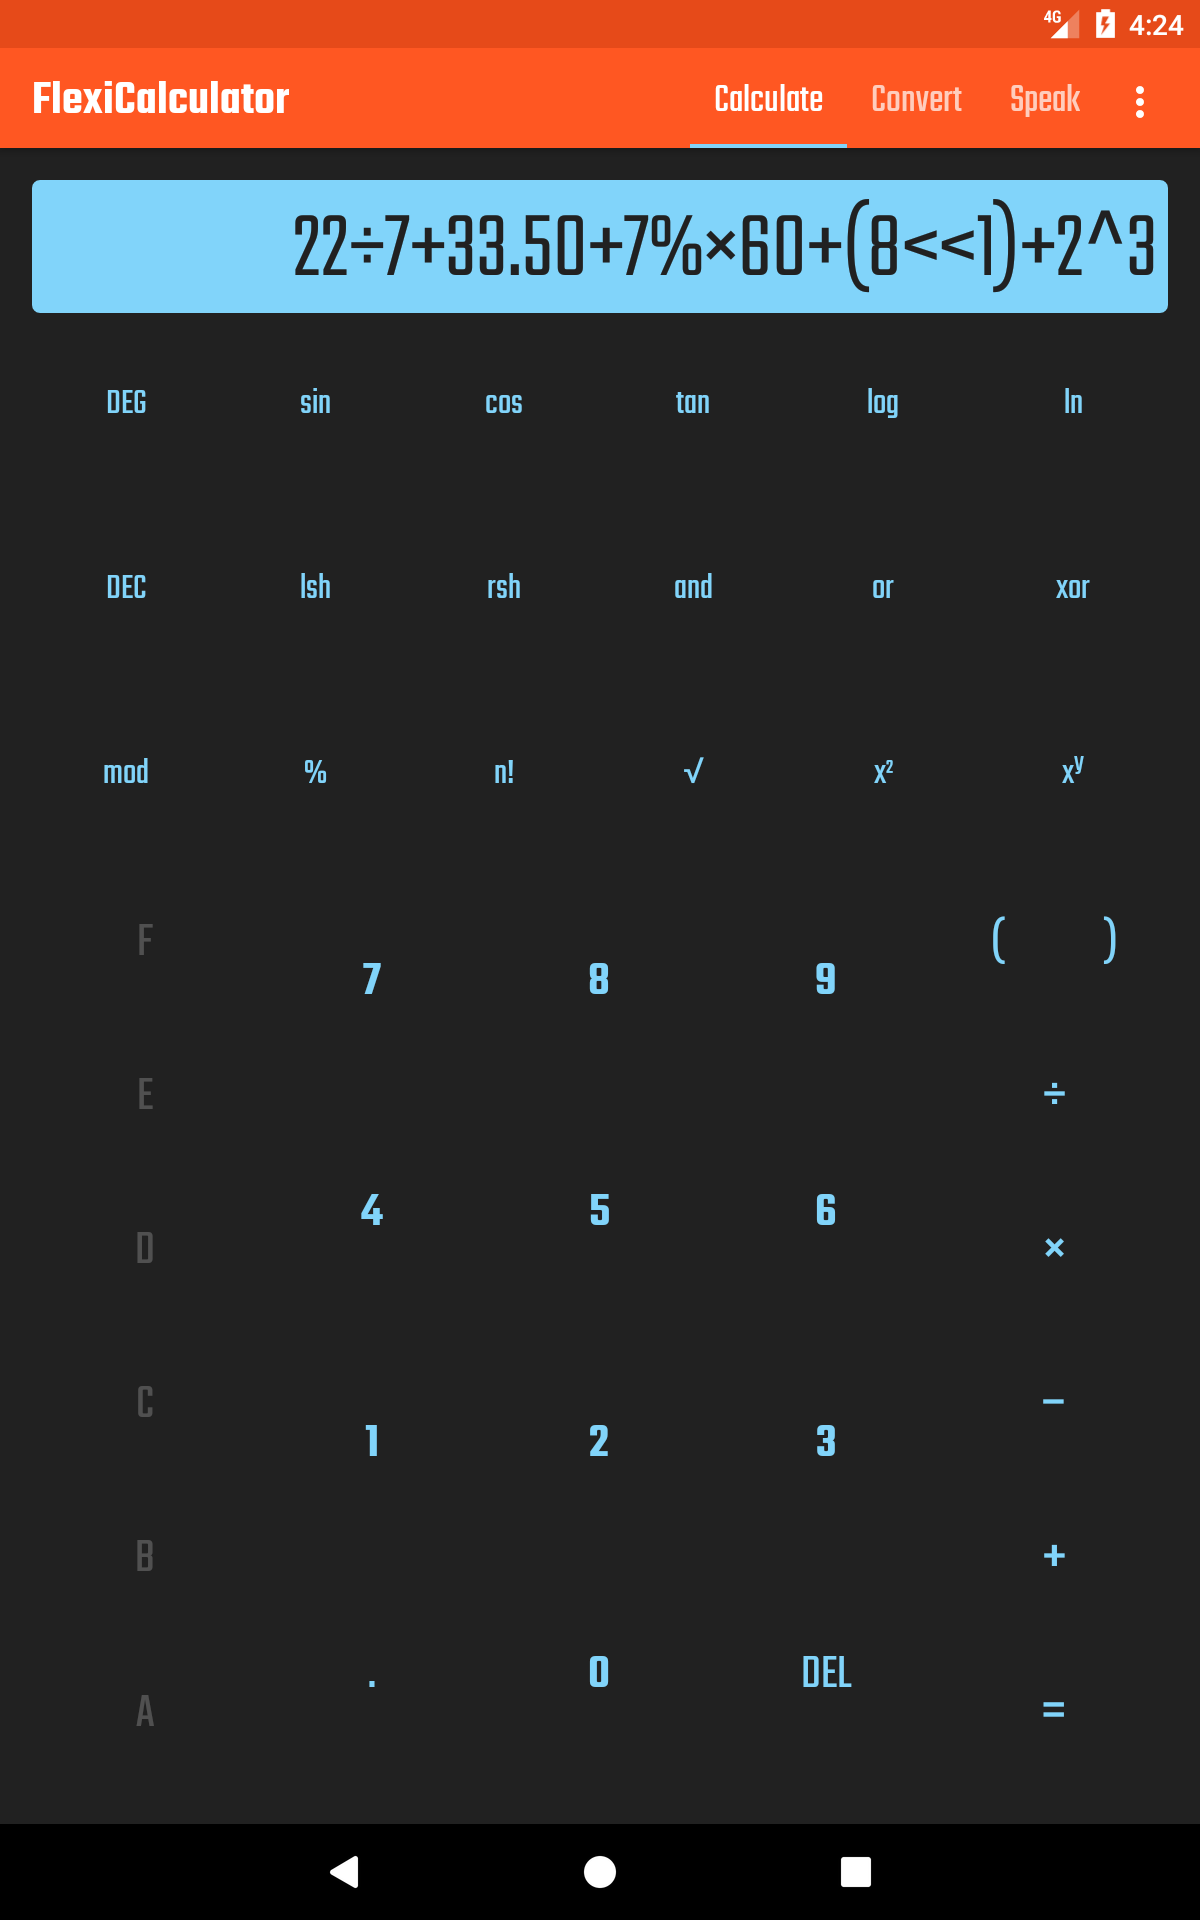 4G 4:24
FlexiCalculator Calculate Convert Speak
22÷7+33.50+7%×60+(8<<1)+2^3
DEG sin cos tan log ln
DEC lsh rsh and or xor
mod % n! √ x² xʸ
F 7 8 9 ( )
E ÷
4 5 6
D ×
C −
1 2 3
B +
. 0 DEL
A =